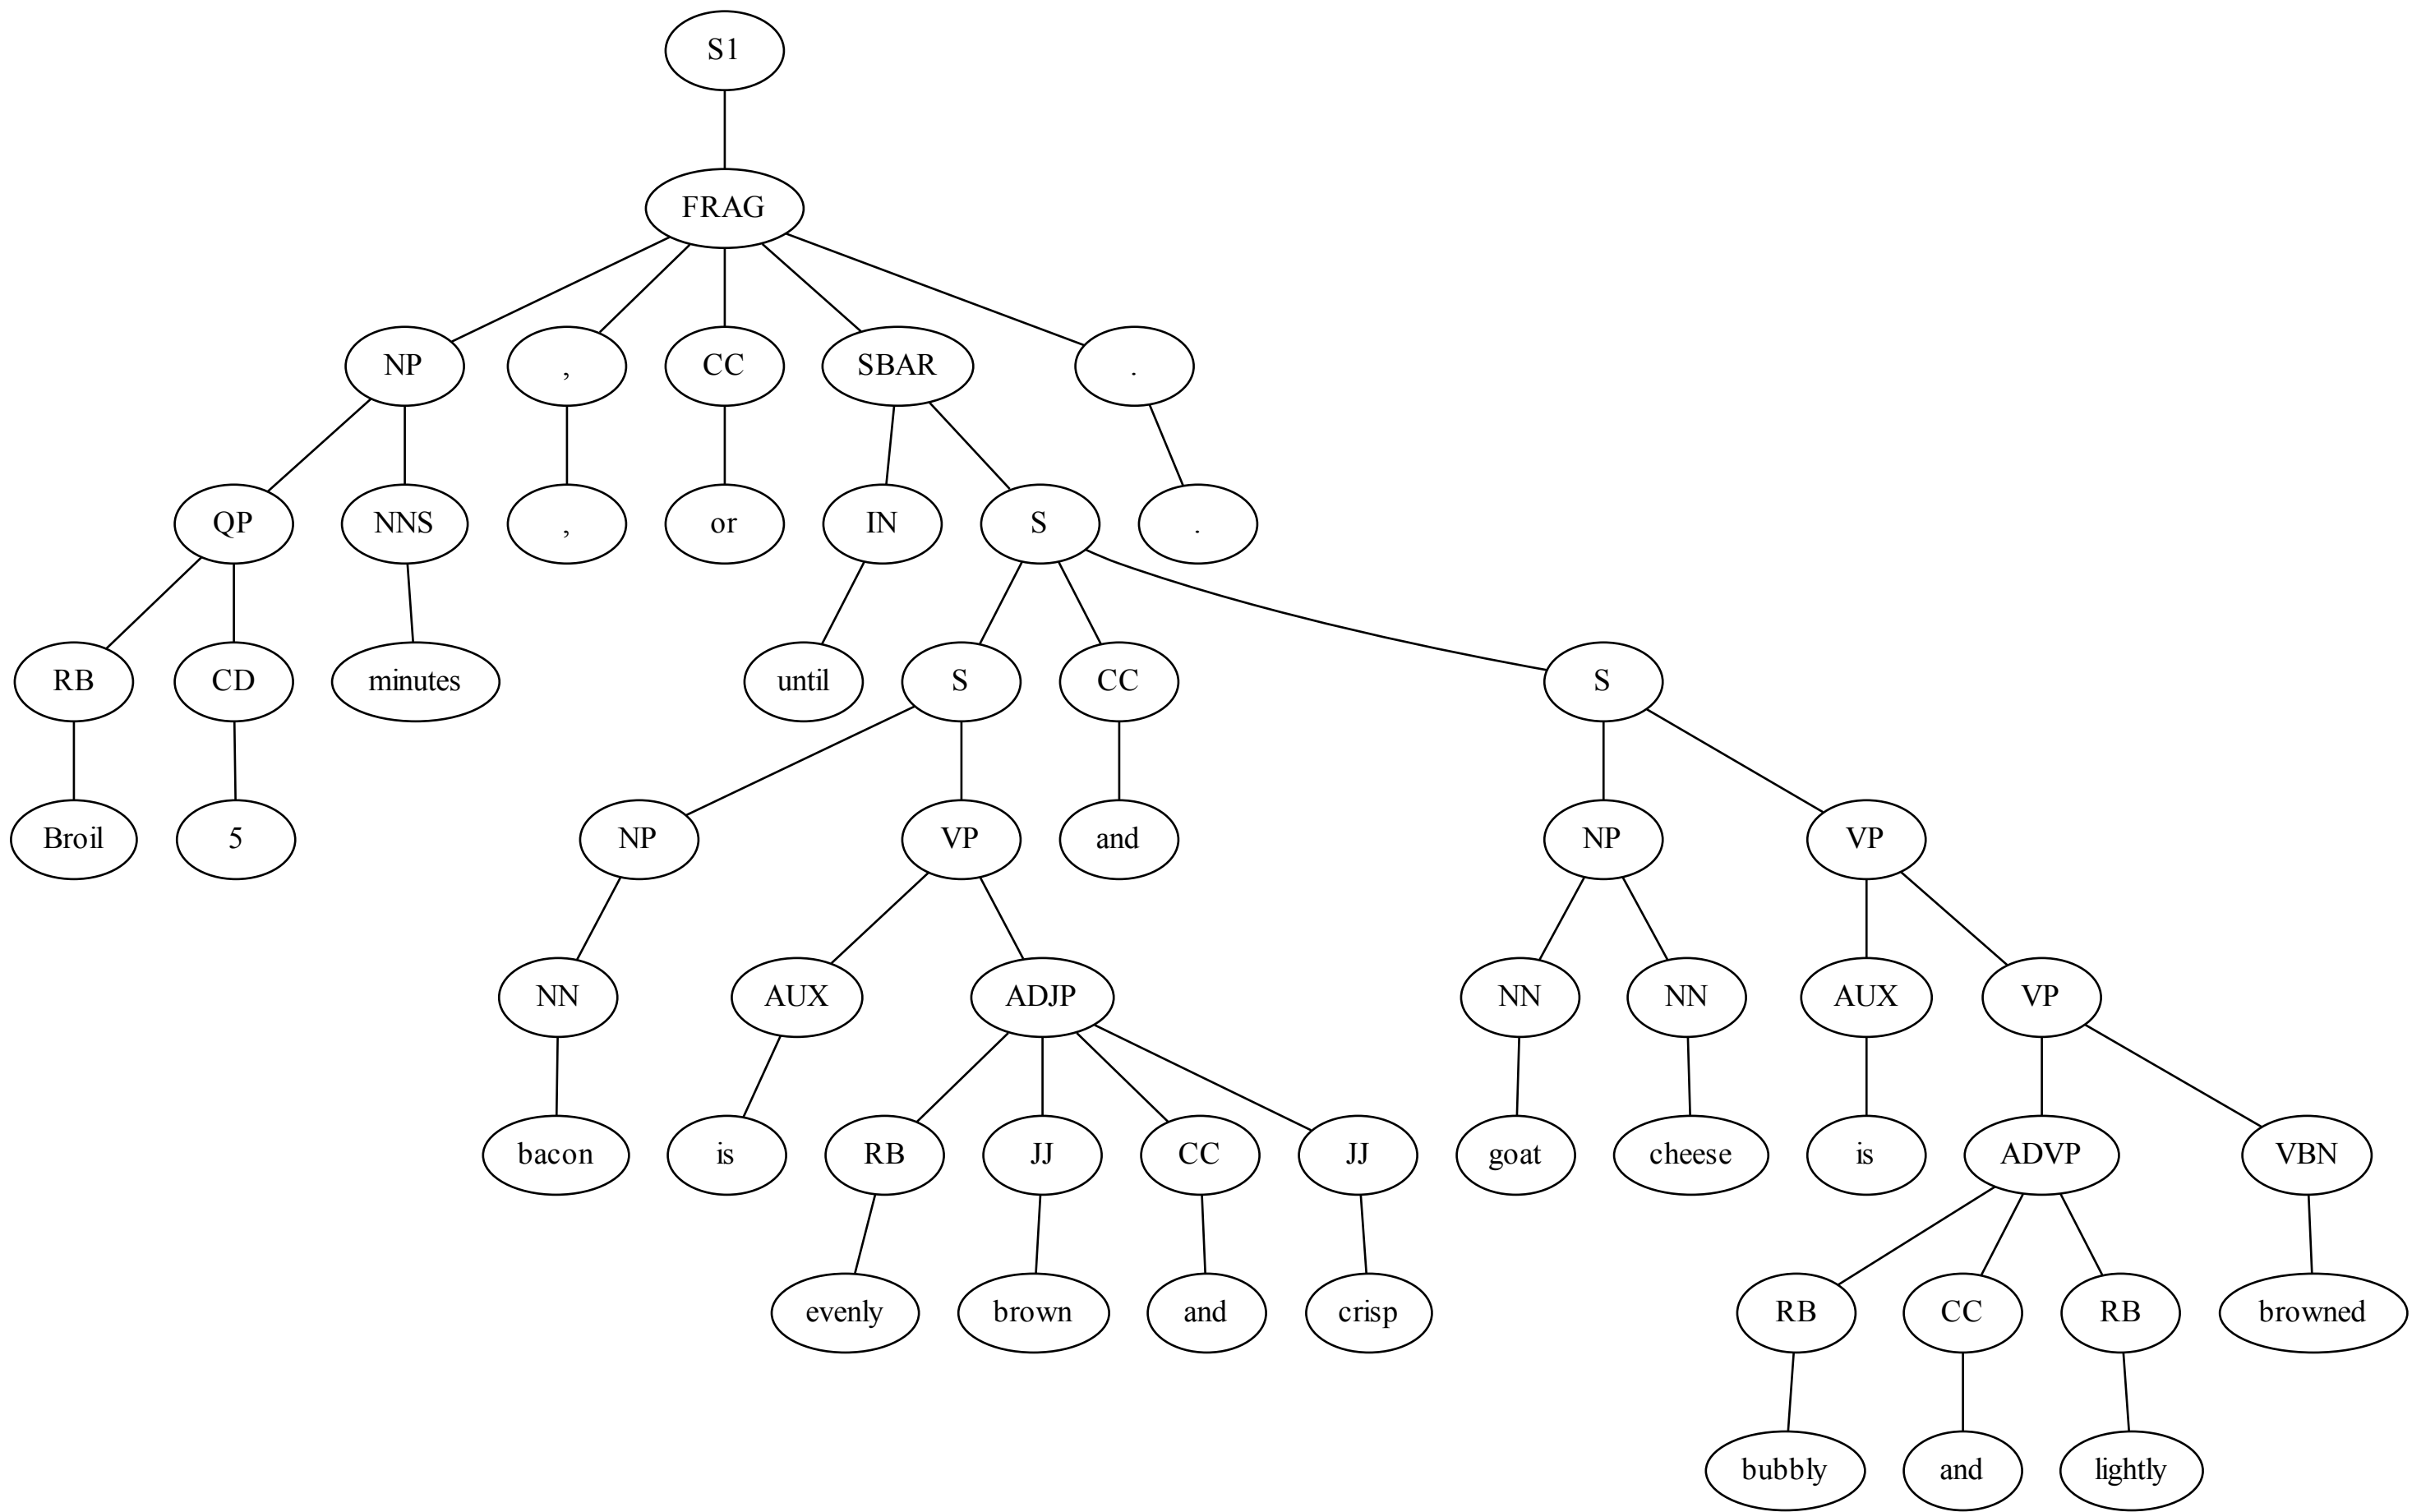 S1
FRAG
NP , CC SBAR .
QP NNS , or IN S .
RB CD minutes until S CC S
Broil 5 NP VP and NP VP
NN AUX ADJP NN NN AUX VP
bacon is RB JJ CC JJ goat cheese is ADVP VBN
evenly brown and crisp RB CC RB browned
bubbly and lightly